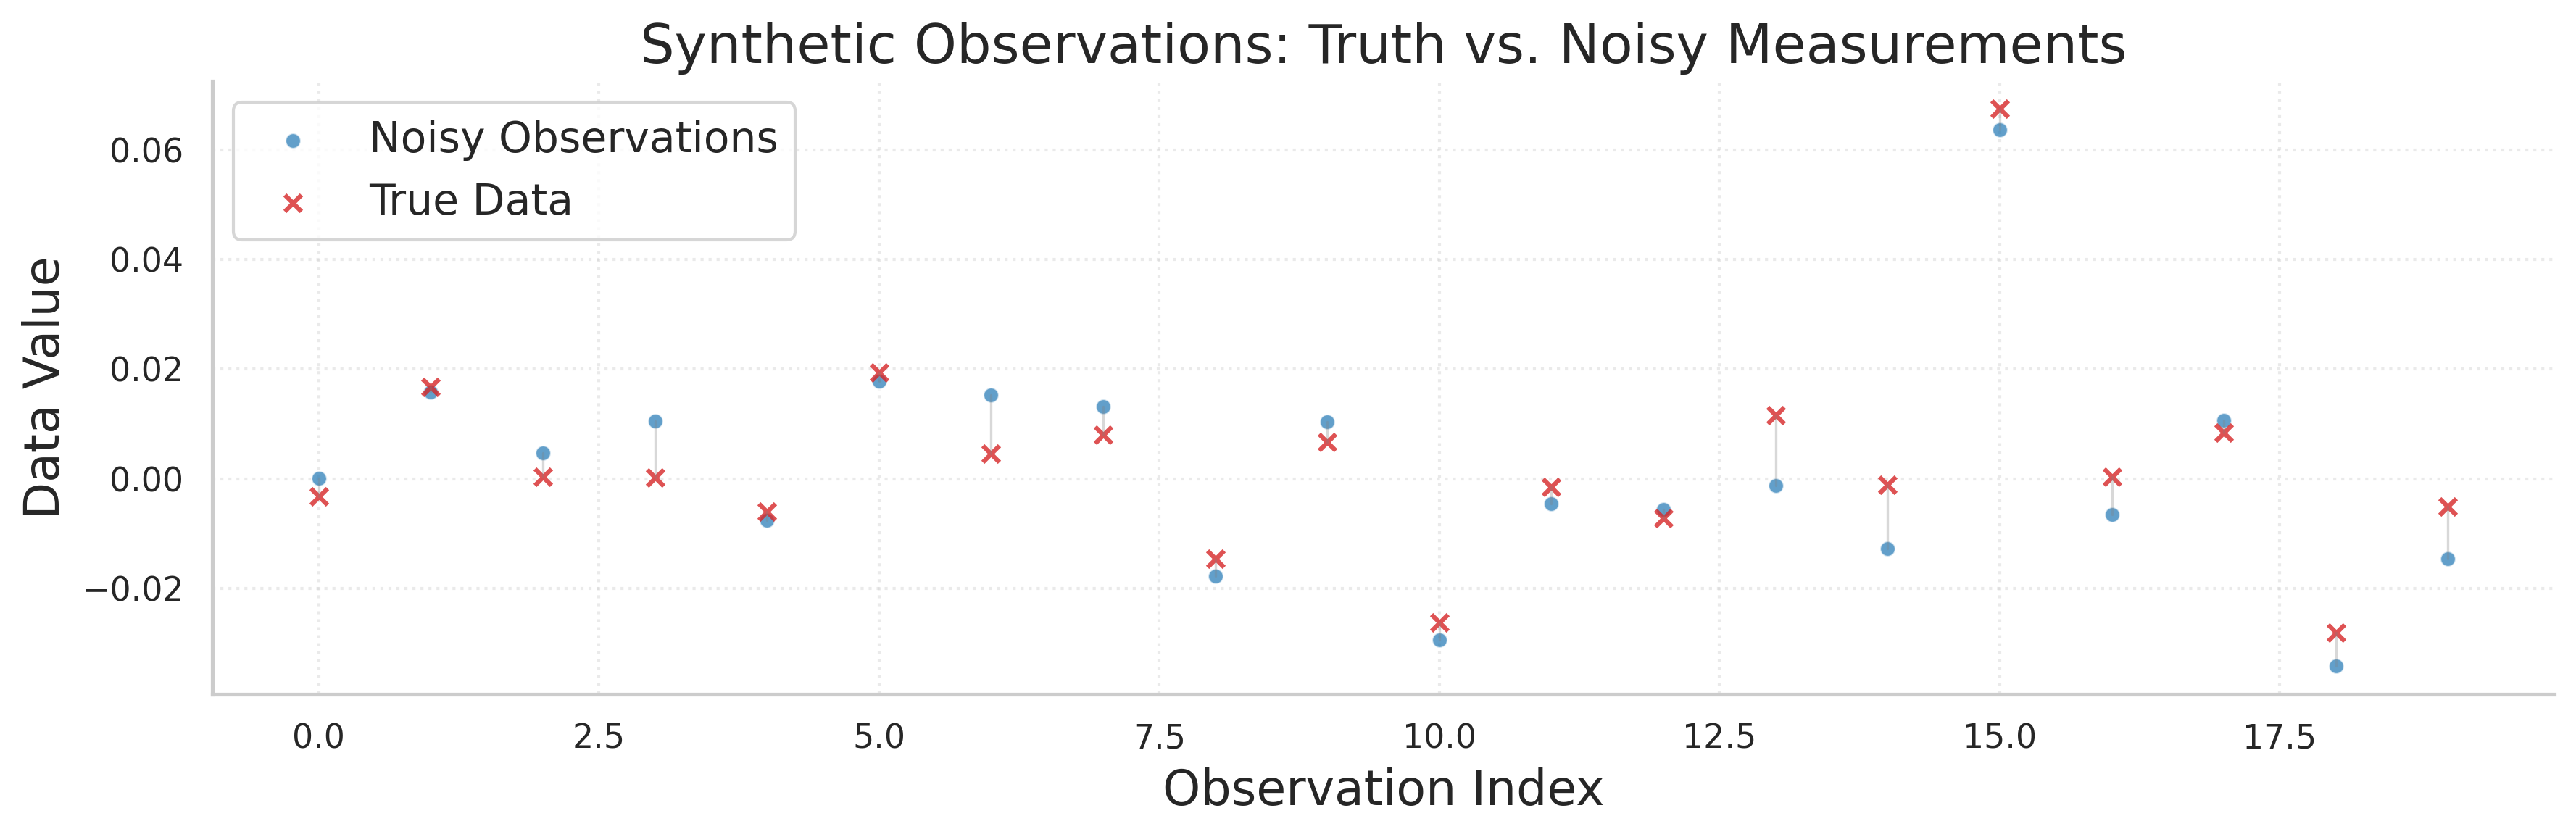 Synthetic Observations: Truth vs. Noisy Measurements
Noisy Observations
True Data
Data Value
0.06
0.04
0.02
0.00
−0.02
0.0 2.5 5.0 7.5 10.0 12.5 15.0 17.5
Observation Index